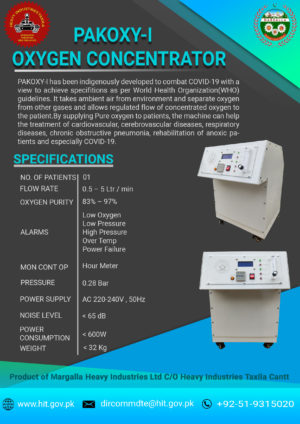 HEAVY INDUSTRIES TAXILA
MARGALLA
PAKOXY-I
OXYGEN CONCENTRATOR
PAKOXY-I has been indigenously developed to combat COVID-19 with a
view to achieve specifitions as per World Health Organization(WHO)
guidelines. It takes ambient air from environment and separate oxygen
from other gases and allows regulated flow of concentrated oxygen to
the patient.By supplying Pure oxygen to patients, the machine can help
the treatment of cardiovascular, cerebrovascular diseases, respiratory
diseases, chronic obstructive pneumonia, rehabilitation of anoxic pa-
tients and especially COVID-19.
SPECIFICATIONS
NO. OF PATIENTS 01
FLOW RATE 0.5 – 5 Ltr / min
OXYGEN PURITY 83% – 97%
ALARMS
Low Oxygen
Low Pressure
High Pressure
Over Temp
Power Failure
MON CONT OP Hour Meter
PRESSURE 0.28 Bar
POWER SUPPLY AC 220-240V , 50Hz
NOISE LEVEL < 65 dB
POWER
CONSUMPTION < 600W
WEIGHT < 32 Kg
Product of Margalla Heavy Industries Ltd C/O Heavy Industries Taxila Cantt
www.hit.gov.pk dircommdte@hit.gov.pk +92-51-9315020